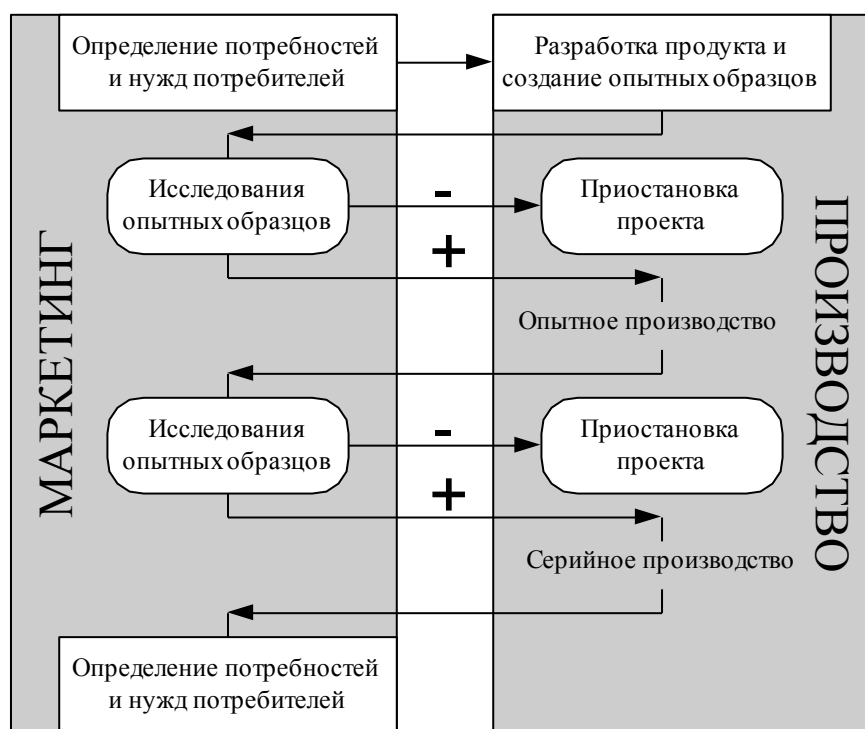 Определение потребностей
и нужд потребителей
Разработка продукта и
создание опытных образцов
Исследования
опытных образцов
-
Приостановка
проекта
+
Опытное производство
Исследования
опытных образцов
-
Приостановка
проекта
+
Серийное производство
Определение потребностей
и нужд потребителей
МАРКЕТИНГ
ПРОИЗВОДСТВО